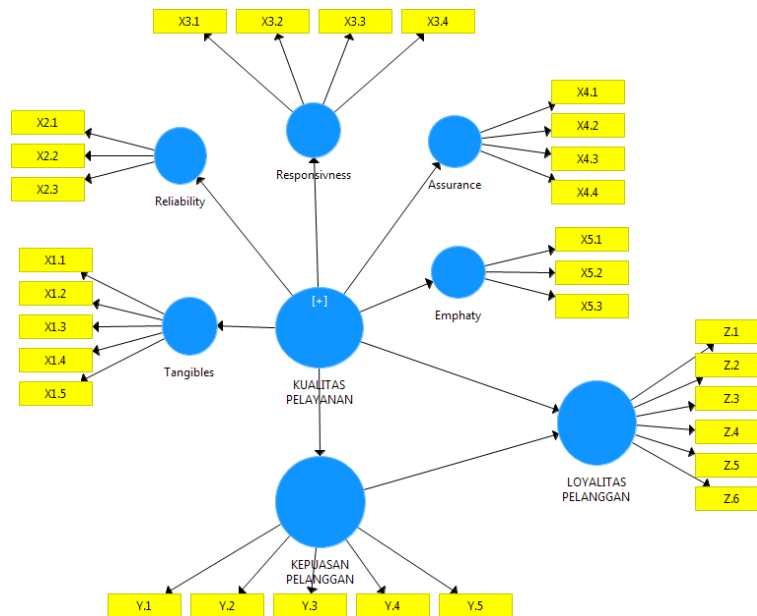 X3.1
X3.2
X3.3
X3.4
Responsivness
X2.1
X2.2
X2.3
Reliability
X4.1
X4.2
X4.3
X4.4
Assurance
X5.1
X5.2
X5.3
Emphaty
X1.1
X1.2
X1.3
X1.4
X1.5
Tangibles
[+]
KUALITAS
PELAYANAN
Z.1
Z.2
Z.3
Z.4
Z.5
Z.6
LOYALITAS
PELANGGAN
KEPUASAN
PELANGGAN
Y.1
Y.2
Y.3
Y.4
Y.5